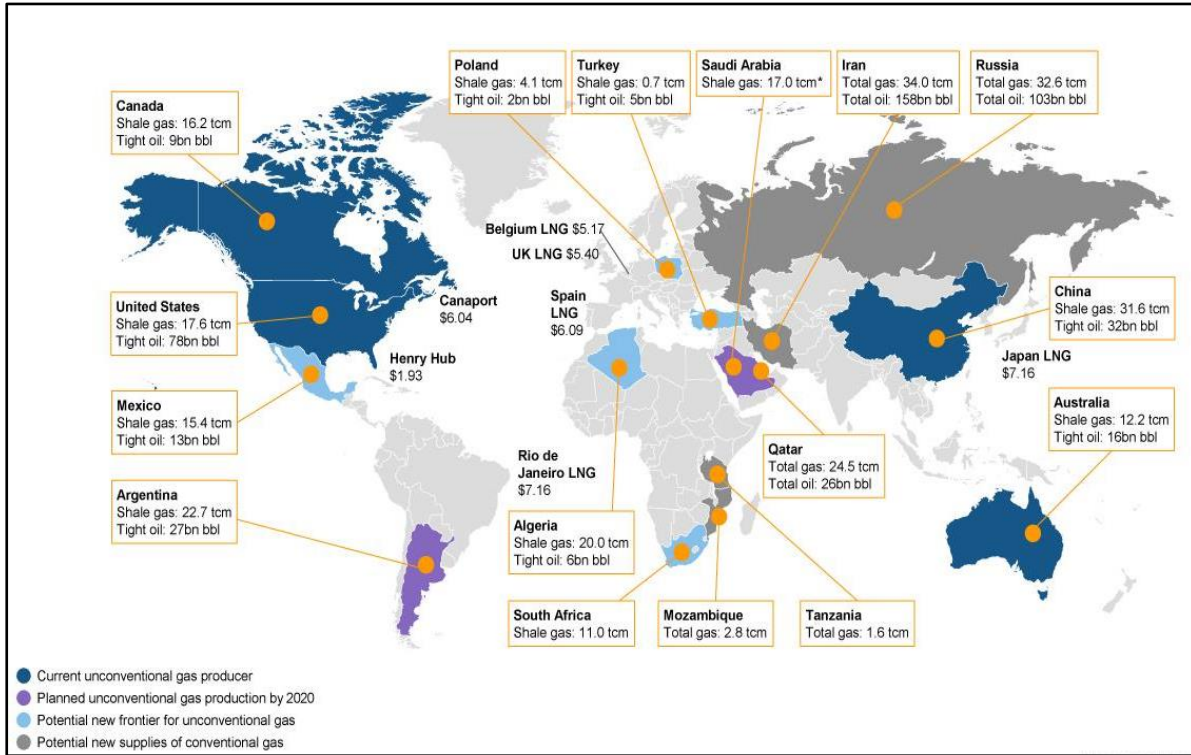 Poland
Shale gas: 4.1 tcm
Tight oil: 2bn bbl
Turkey
Shale gas: 0.7 tcm
Tight oil: 5bn bbl
Saudi Arabia
Shale gas: 17.0 tcm*
Iran
Total gas: 34.0 tcm
Total oil: 158bn bbl
Russia
Total gas: 32.6 tcm
Total oil: 103bn bbl
Canada
Shale gas: 16.2 tcm
Tight oil: 9bn bbl
Belgium LNG $5.17
UK LNG $5.40
United States
Shale gas: 17.6 tcm
Tight oil: 78bn bbl
Canaport
$6.04
Spain
LNG
$6.09
China
Shale gas: 31.6 tcm
Tight oil: 32bn bbl
Henry Hub
$1.93
Japan LNG
$7.16
Mexico
Shale gas: 15.4 tcm
Tight oil: 13bn bbl
Australia
Shale gas: 12.2 tcm
Tight oil: 16bn bbl
Rio de
Janeiro LNG
$7.16
Qatar
Total gas: 24.5 tcm
Total oil: 26bn bbl
Argentina
Shale gas: 22.7 tcm
Tight oil: 27bn bbl
Algeria
Shale gas: 20.0 tcm
Tight oil: 6bn bbl
South Africa
Shale gas: 11.0 tcm
Mozambique
Total gas: 2.8 tcm
Tanzania
Total gas: 1.6 tcm
Current unconventional gas producer
Planned unconventional gas production by 2020
Potential new frontier for unconventional gas
Potential new supplies of conventional gas